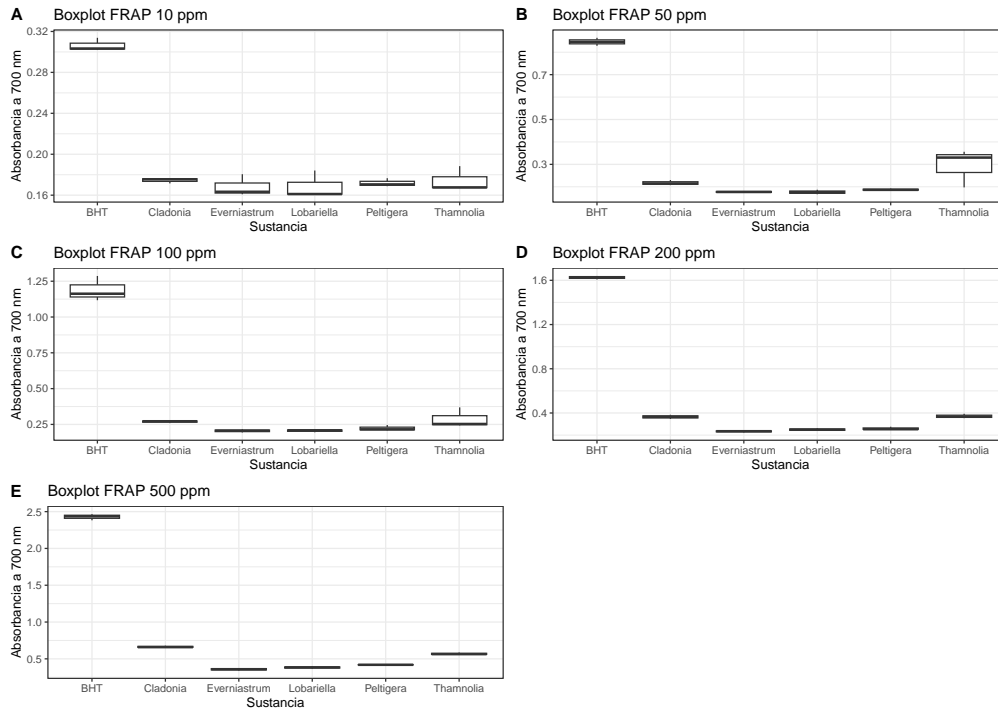 A Boxplot FRAP 10 ppm
Absorbancia a 700 nm
0.32
0.28
0.24
0.20
0.16
BHT Cladonia Everniastrum Lobariella Peltigera Thamnolia
Sustancia
B Boxplot FRAP 50 ppm
Absorbancia a 700 nm
0.7
0.5
0.3
BHT Cladonia Everniastrum Lobariella Peltigera Thamnolia
Sustancia
C Boxplot FRAP 100 ppm
Absorbancia a 700 nm
1.25
1.00
0.75
0.50
0.25
BHT Cladonia Everniastrum Lobariella Peltigera Thamnolia
Sustancia
D Boxplot FRAP 200 ppm
Absorbancia a 700 nm
1.6
1.2
0.8
0.4
BHT Cladonia Everniastrum Lobariella Peltigera Thamnolia
Sustancia
E Boxplot FRAP 500 ppm
Absorbancia a 700 nm
2.5
2.0
1.5
1.0
0.5
BHT Cladonia Everniastrum Lobariella Peltigera Thamnolia
Sustancia